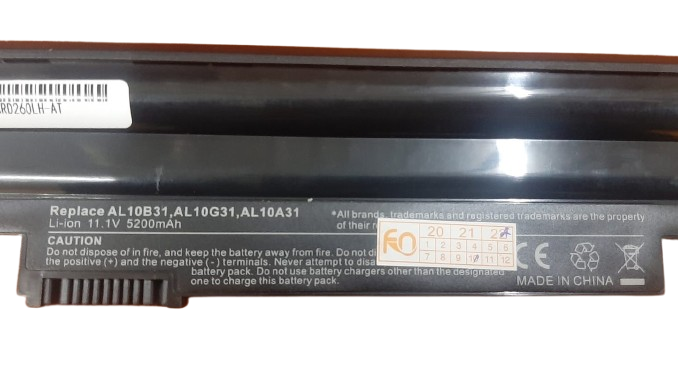 RD260LH-AT
Replace AL10B31,AL10G31,AL10A31
Li-ion 11.1V 5200mAh
*All brands, trademarks and registered trademarks are the property
of their
CAUTION
Do not dispose of in fire, and keep the battery away from fire. Do not
the positive (+) and the negative (-) terminals. Never attempt to
battery pack. Do not use battery chargers other than the designated
one to charge this battery pack.
20 21
1 2 3 4 5 6
7 8 9 10 11 12
CE
MADE IN CHINA